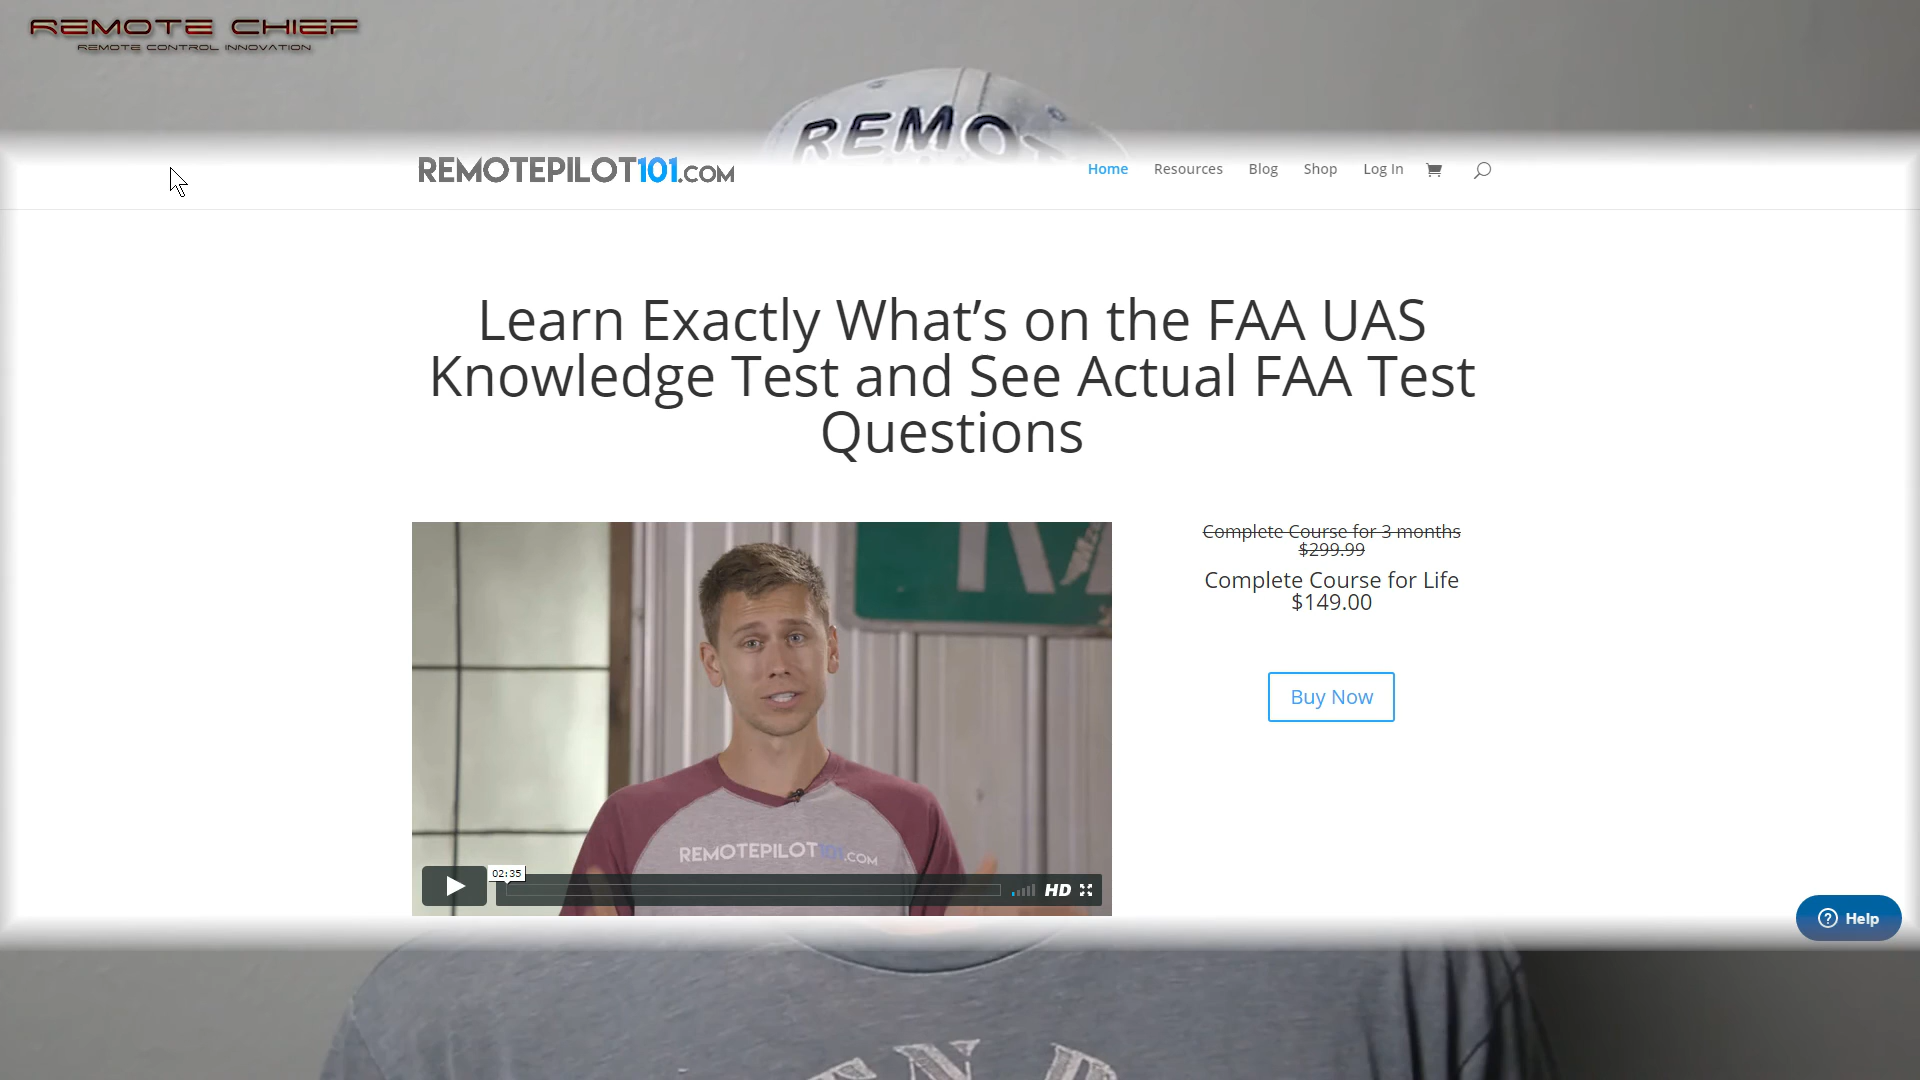 REMOTE CHIEF
REMOTE CONTROL INNOVATION
REMO
REMOTEPILOT101.COM
Home Resources Blog Shop Log In
Learn Exactly What’s on the FAA UAS
Knowledge Test and See Actual FAA Test
Questions
Complete Course for 3 months
$299.99
Complete Course for Life
$149.00
Buy Now
REMOTEPILOT101.COM
02:35
HD
Help